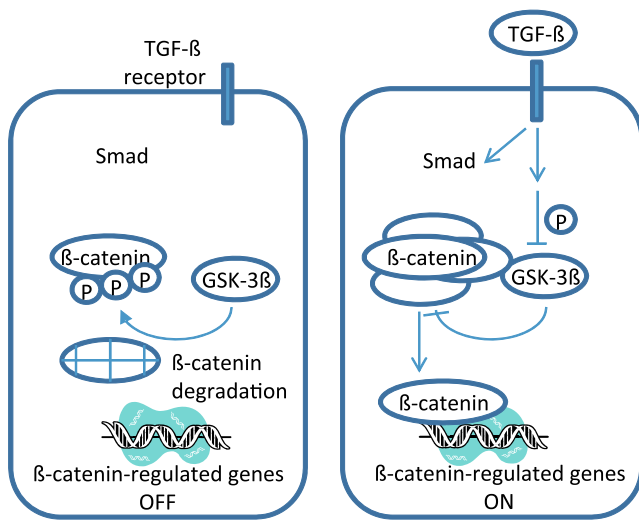 TGF-ß
receptor
Smad
ß-catenin
P P P
GSK-3ß
ß-catenin
degradation
ß-catenin-regulated genes
OFF
TGF-ß
Smad
P
ß-catenin
GSK-3ß
ß-catenin
ß-catenin-regulated genes
ON